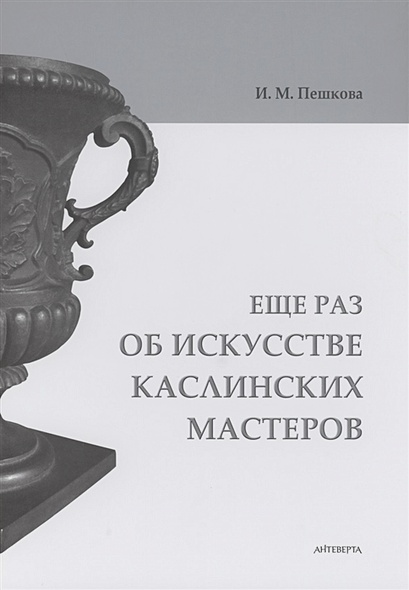 И. М. Пешкова
ЕЩЕ РАЗ
ОБ ИСКУССТВЕ
КАСЛИНСКИХ
МАСТЕРОВ
АНТЕВЕРТА